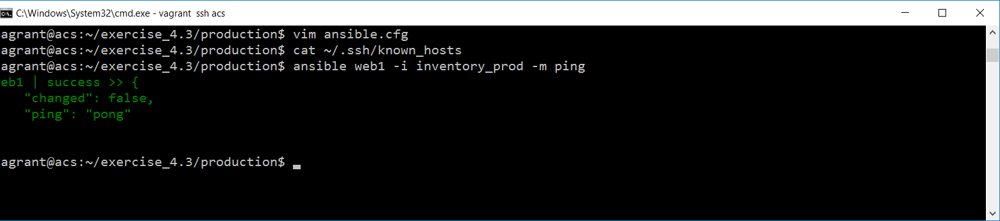 C:\Windows\System32\cmd.exe - vagrant  ssh acs
agrant@acs:~/exercise_4.3/production$ vim ansible.cfg
agrant@acs:~/exercise_4.3/production$ cat ~/.ssh/known_hosts
agrant@acs:~/exercise_4.3/production$ ansible web1 -i inventory_prod -m ping
eb1 | success >> {
   "changed": false,
   "ping": "pong"
agrant@acs:~/exercise_4.3/production$